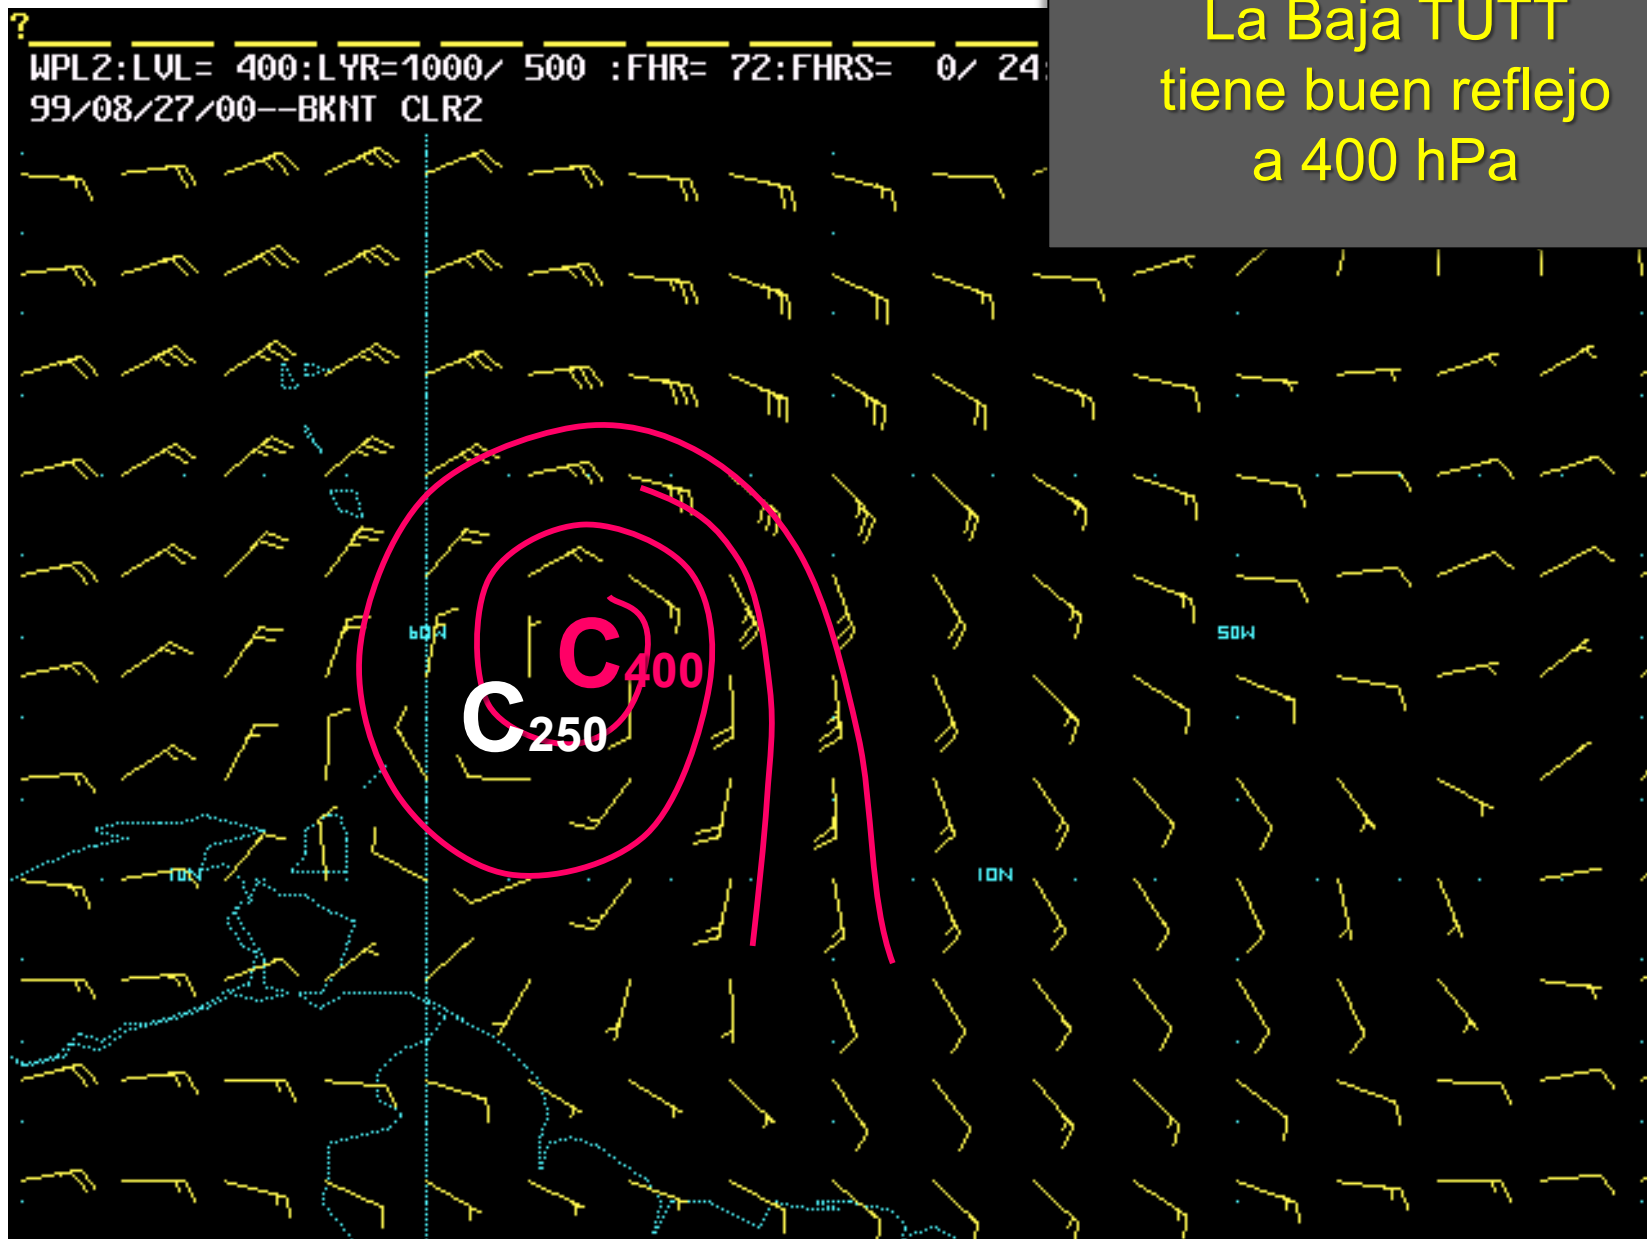 ?
La Baja TUTT
tiene buen reflejo
a 400 hPa
WPL2:LVL= 400:LYR=1000/ 500 :FHR= 72:FHRS= 0/ 24:
99/08/27/00--BKNT CLR2
60W
50W
C400
C250
10N
10N